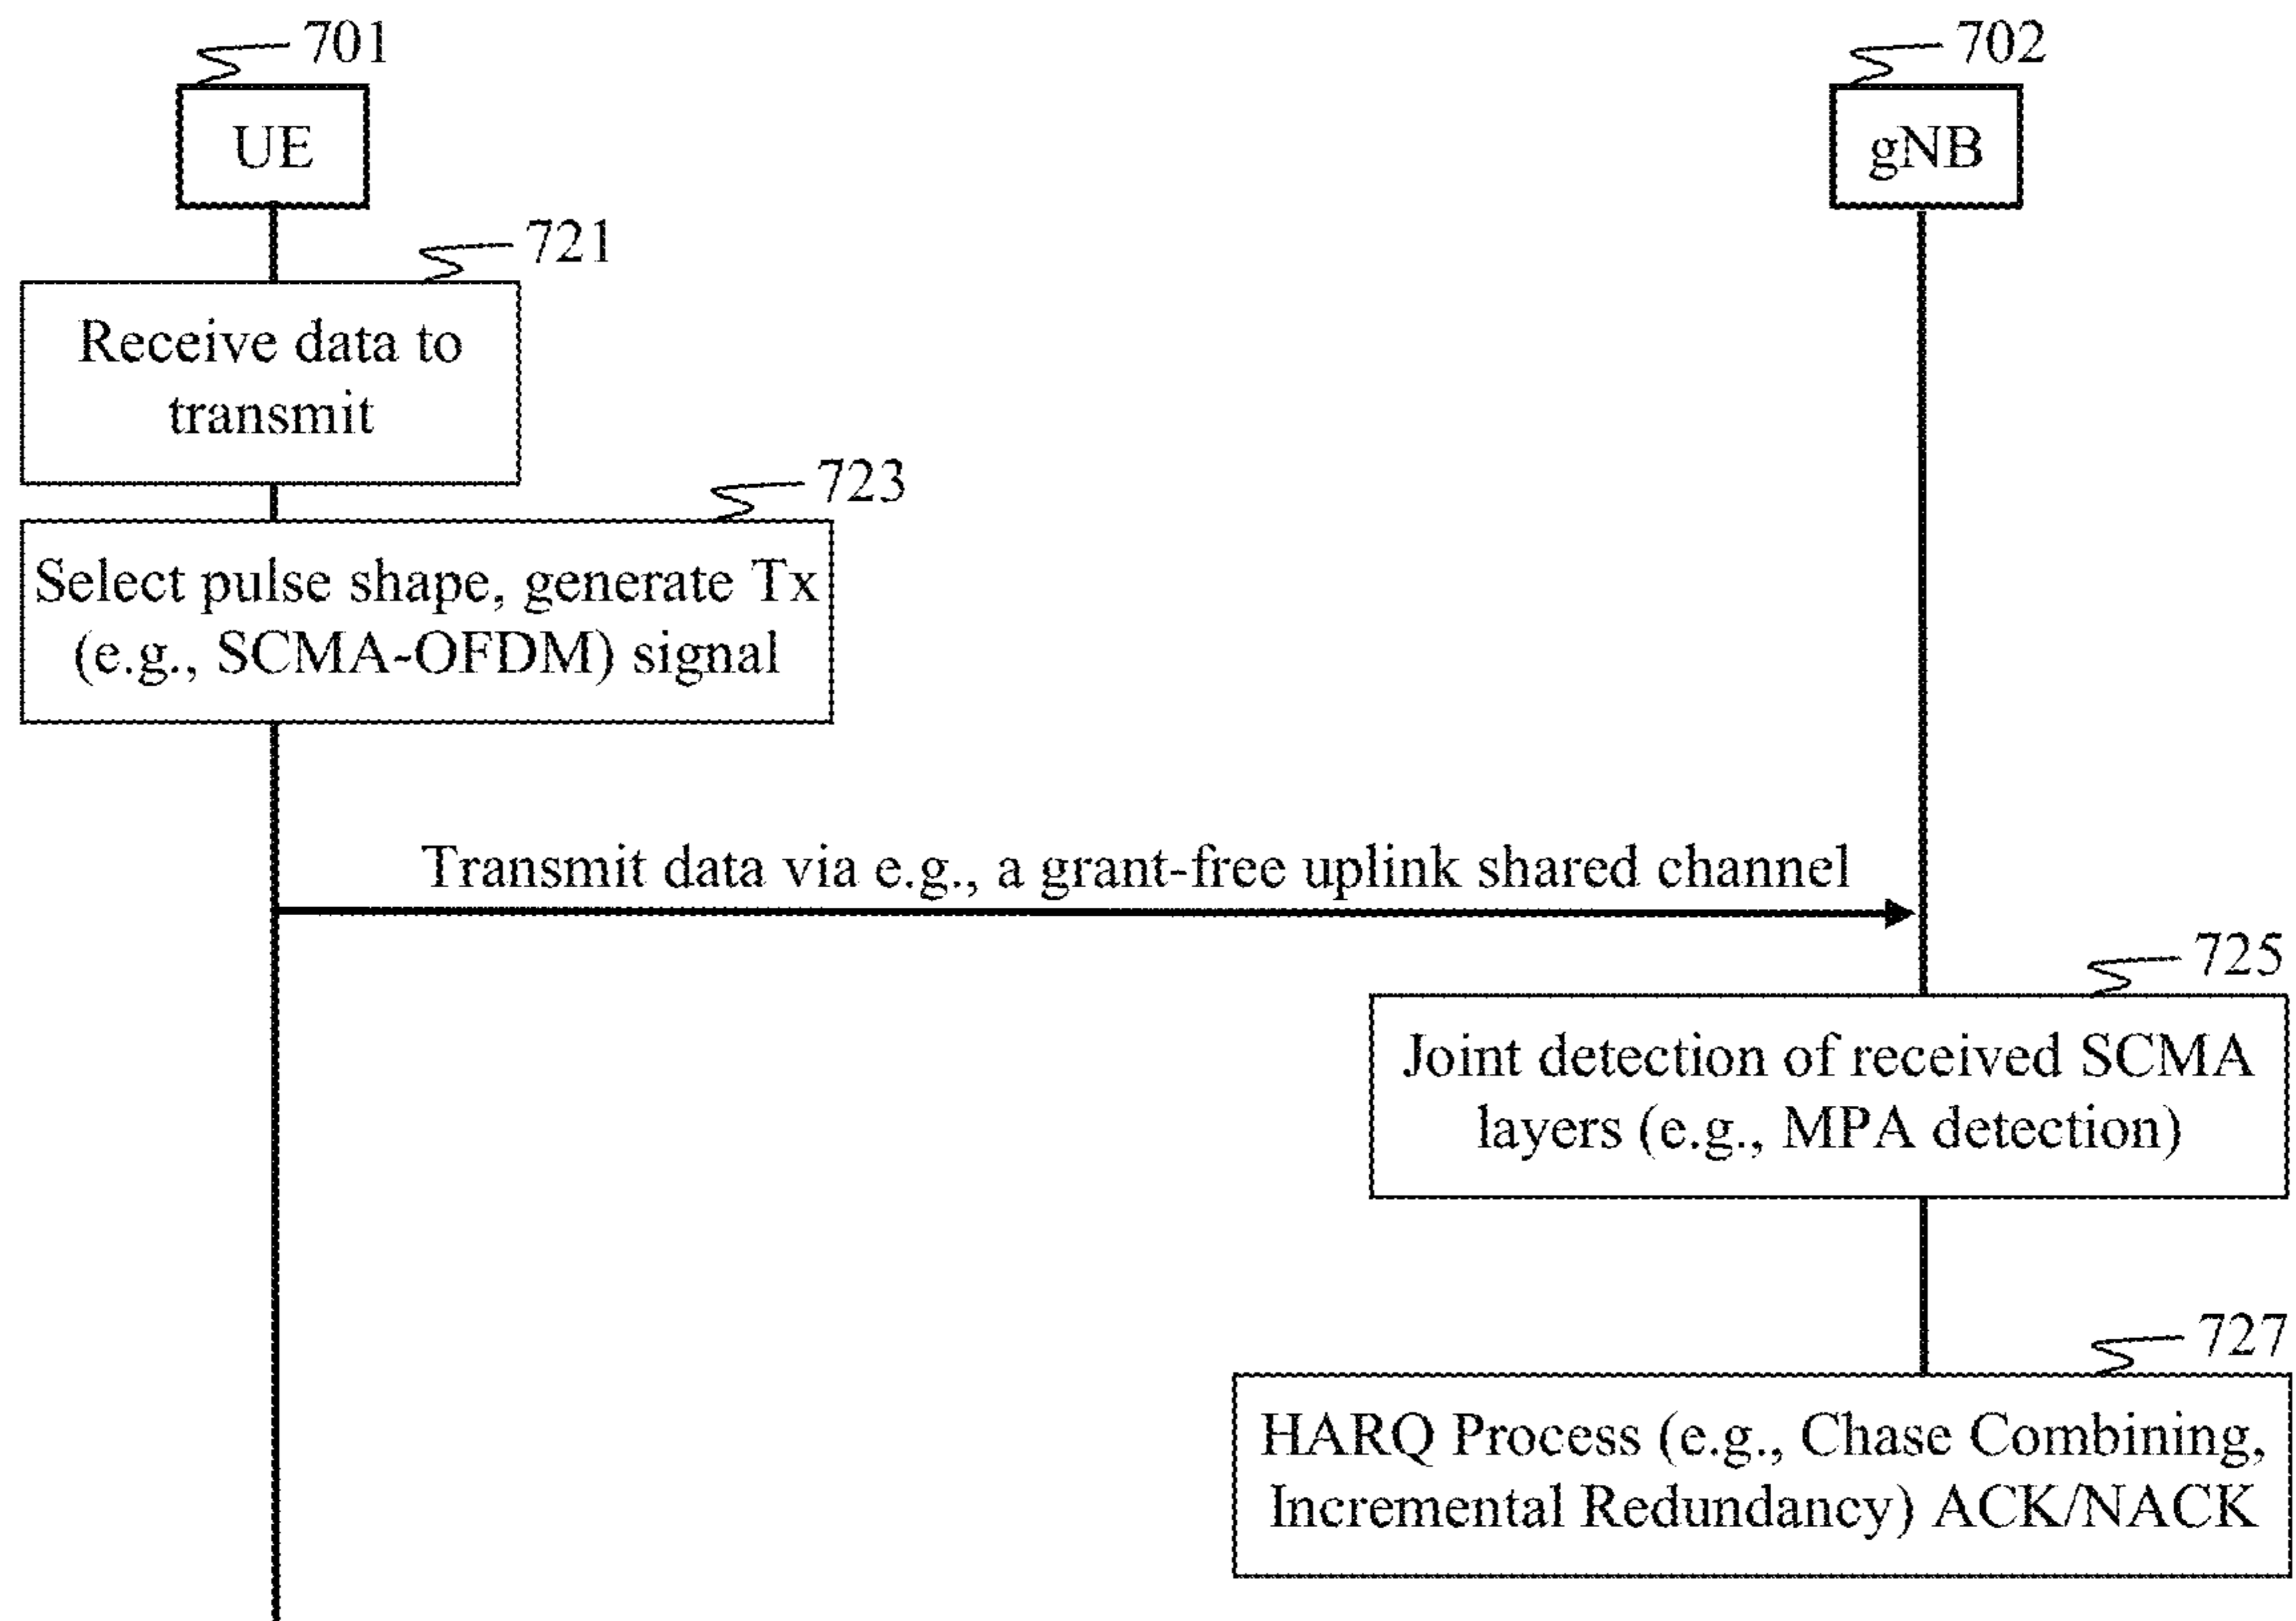 701
702
UE
gNB
721
Receive data to
transmit
723
Select pulse shape, generate Tx
(e.g., SCMA-OFDM) signal
Transmit data via e.g., a grant-free uplink shared channel
725
Joint detection of received SCMA
layers (e.g., MPA detection)
727
HARQ Process (e.g., Chase Combining,
Incremental Redundancy) ACK/NACK